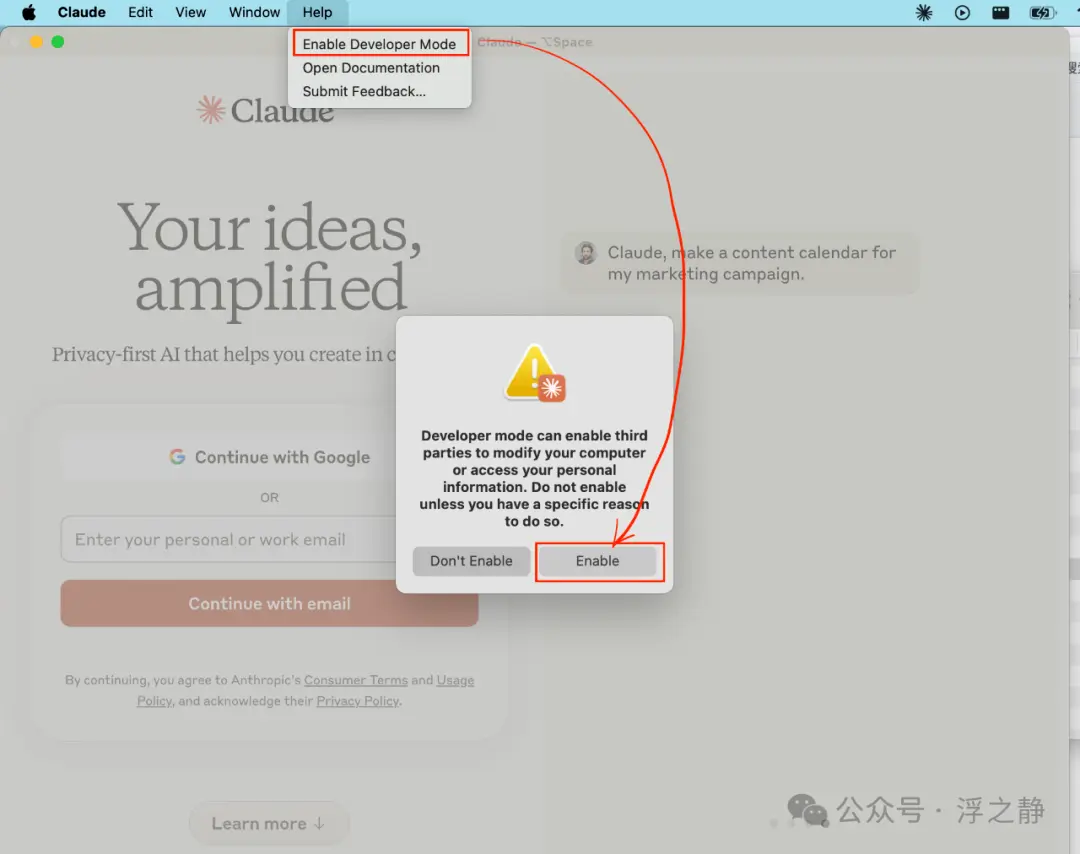 Claude Edit View Window Help
Claude — ⌥Space
Enable Developer Mode
Open Documentation
Submit Feedback...
Claude
Your ideas,
amplified
Privacy-first AI that helps you create in c
Continue with Google
OR
Enter your personal or work email
Continue with email
By continuing, you agree to Anthropic's Consumer Terms and Usage
Policy, and acknowledge their Privacy Policy.
Learn more ↓
Claude, make a content calendar for
my marketing campaign.
Developer mode can enable third
parties to modify your computer
or access your personal
information. Do not enable
unless you have a specific reason
to do so.
Don't Enable Enable
公众号 · 浮之静